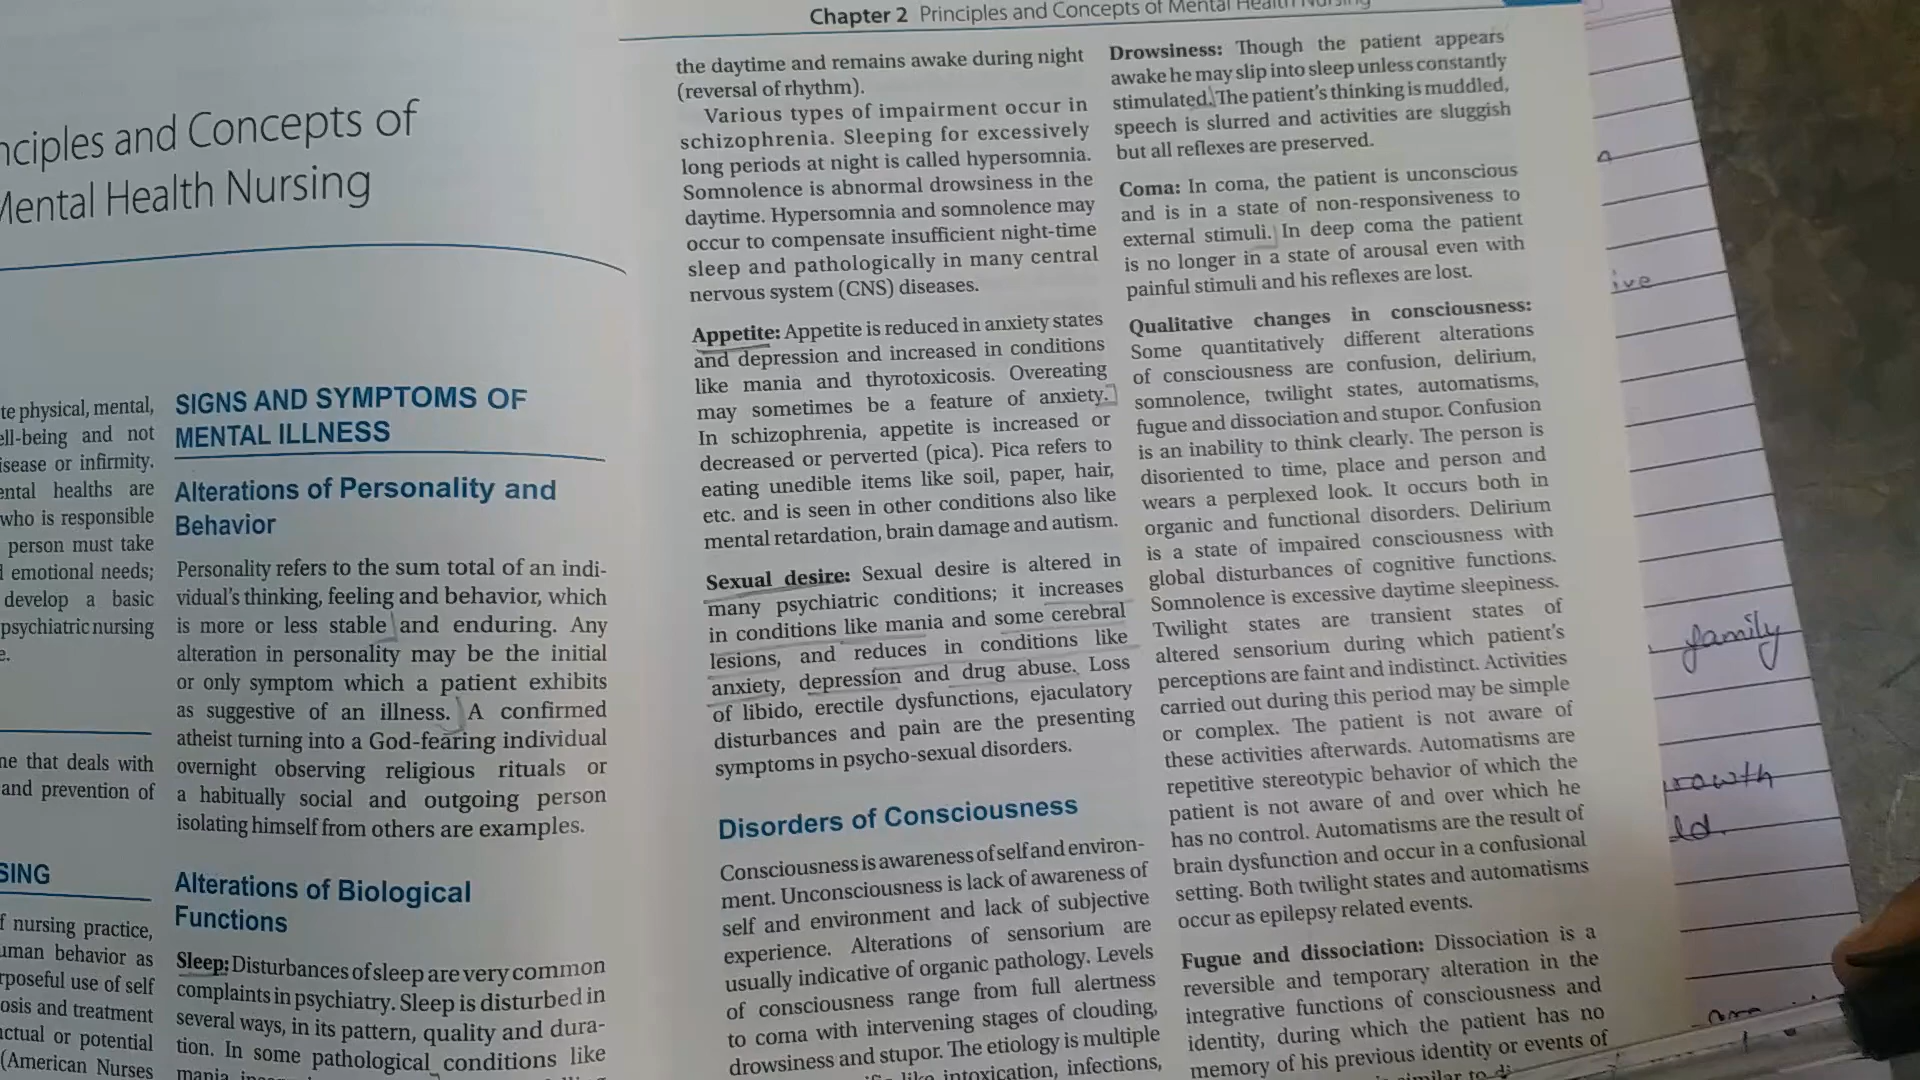 Chapter 2 Principles and Concepts of Mental Health Nursing
nciples and Concepts of
Mental Health Nursing
te physical, mental,
ell-being and not
isease or infirmity.
ental healths are
who is responsible
person must take
emotional needs;
develop a basic
psychiatric nursing
e.
ne that deals with
and prevention of
SING
f nursing practice,
uman behavior as
rposeful use of self
osis and treatment
actual or potential
(American Nurses
SIGNS AND SYMPTOMS OF
MENTAL ILLNESS
Alterations of Personality and
Behavior
Personality refers to the sum total of an indi-
vidual's thinking, feeling and behavior, which
is more or less stable and enduring. Any
alteration in personality may be the initial
or only symptom which a patient exhibits
as suggestive of an illness. A confirmed
atheist turning into a God-fearing individual
overnight observing religious rituals or
a habitually social and outgoing person
isolating himself from others are examples.
Alterations of Biological
Functions
Sleep: Disturbances of sleep are very common
complaints in psychiatry. Sleep is disturbed in
several ways, in its pattern, quality and dura-
tion. In some pathological conditions like
the daytime and remains awake during night
(reversal of rhythm).
Various types of impairment occur in
schizophrenia. Sleeping for excessively
long periods at night is called hypersomnia.
Somnolence is abnormal drowsiness in the
daytime. Hypersomnia and somnolence may
occur to compensate insufficient night-time
sleep and pathologically in many central
nervous system (CNS) diseases.
Appetite: Appetite is reduced in anxiety states
and depression and increased in conditions
like mania and thyrotoxicosis. Overeating
may sometimes be a feature of anxiety.
In schizophrenia, appetite is increased or
decreased or perverted (pica). Pica refers to
eating unedible items like soil, paper, hair,
etc. and is seen in other conditions also like
mental retardation, brain damage and autism.
Sexual desire: Sexual desire is altered in
many psychiatric conditions; it increases
in conditions like mania and some cerebral
lesions, and reduces in conditions like
anxiety, depression and drug abuse. Loss
of libido, erectile dysfunctions, ejaculatory
disturbances and pain are the presenting
symptoms in psycho-sexual disorders.
Disorders of Consciousness
Consciousness is awareness of self and environ-
ment. Unconsciousness is lack of awareness of
self and environment and lack of subjective
experience. Alterations of sensorium are
usually indicative of organic pathology. Levels
of consciousness range from full alertness
to coma with intervening stages of clouding,
drowsiness and stupor. The etiology is multiple
like intoxication, infections,
Drowsiness: Though the patient appears
awake he may slip into sleep unless constantly
stimulated. The patient's thinking is muddled,
speech is slurred and activities are sluggish
but all reflexes are preserved.
Coma: In coma, the patient is unconscious
and is in a state of non-responsiveness to
external stimuli. In deep coma the patient
is no longer in a state of arousal even with
painful stimuli and his reflexes are lost.
Qualitative changes in consciousness:
Some quantitatively different alterations
of consciousness are confusion, delirium,
somnolence, twilight states, automatisms,
fugue and dissociation and stupor. Confusion
is an inability to think clearly. The person is
disoriented to time, place and person and
wears a perplexed look. It occurs both in
organic and functional disorders. Delirium
is a state of impaired consciousness with
global disturbances of cognitive functions.
Somnolence is excessive daytime sleepiness.
Twilight states are transient states of
altered sensorium during which patient's
perceptions are faint and indistinct. Activities
carried out during this period may be simple
or complex. The patient is not aware of
these activities afterwards. Automatisms are
repetitive stereotypic behavior of which the
patient is not aware of and over which he
has no control. Automatisms are the result of
brain dysfunction and occur in a confusional
setting. Both twilight states and automatisms
occur as epilepsy related events.
Fugue and dissociation: Dissociation is a
reversible and temporary alteration in the
integrative functions of consciousness and
identity, during which the patient has no
memory of his previous identity or events of
ive
family
rowth
ld.